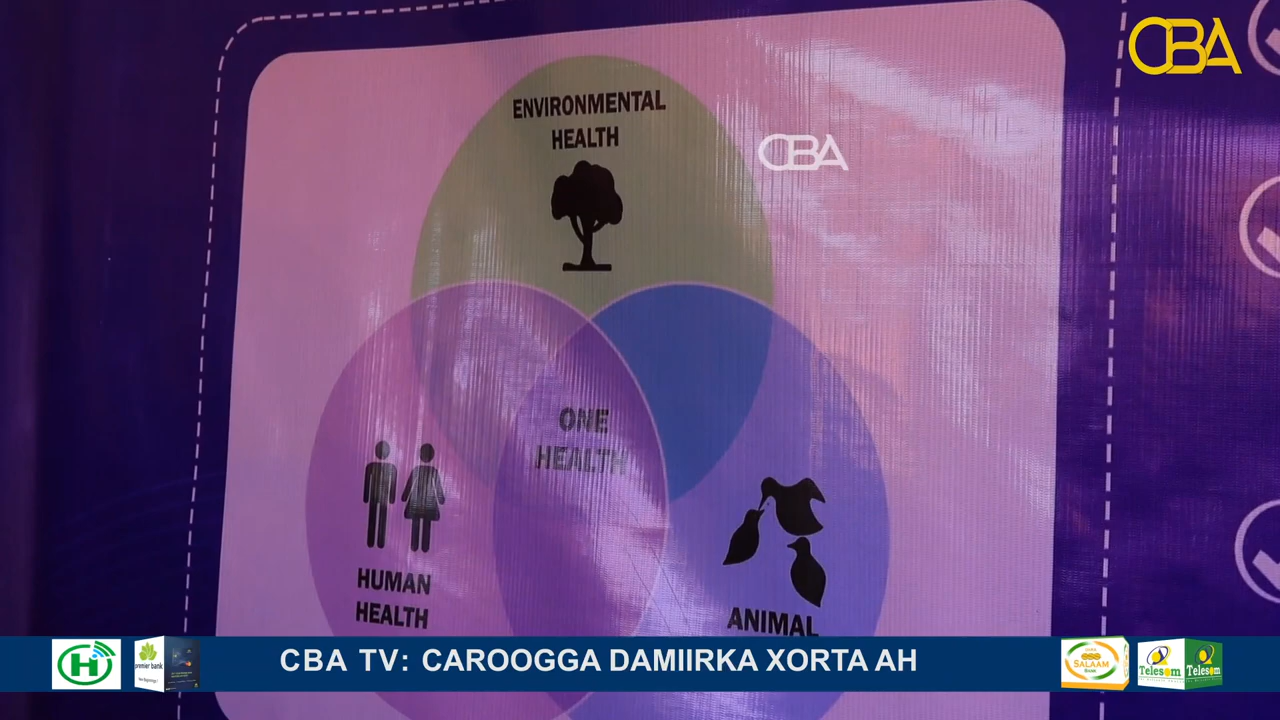 CBA
ENVIRONMENTAL
HEALTH
CBA
ONE
HEALTH
HUMAN
HEALTH
ANIMAL
H
premier bank
CBA TV: CAROOGGA DAMIIRKA XORTA AH
SALAAM
BANK
Telesom
Telesom